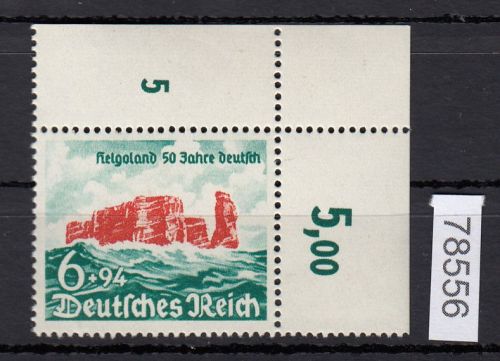 5
Helgoland 50 Jahre deutsch
5,00
6+94
Deutsches Reich
78556